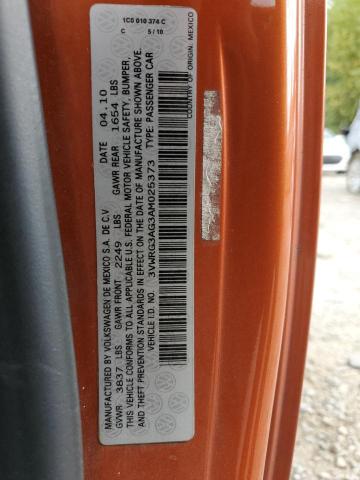 1C0 010 374 C
C 5/10
MEXICO
ORIGIN
MANUFACTURED BY VOLKSWAGEN DE MEXICO S.A. DE C.V DATE 04.10
GVWR 3837 LBS GAWR FRONT 2249 LBS GAWR REAR 1654 LBS
THIS VEHICLE CONFORMS TO ALL APPLICABLE U.S. FEDERAL MOTOR VEHICLE SAFETY, BUMPER,
AND THEFT PREVENTION STANDARDS IN EFFECT ON THE DATE OF MANUFACTURE SHOWN ABOVE.
VEHICLE I.D. NO. 3VWRG3AG3AM025373 TYPE: PASSENGER CAR